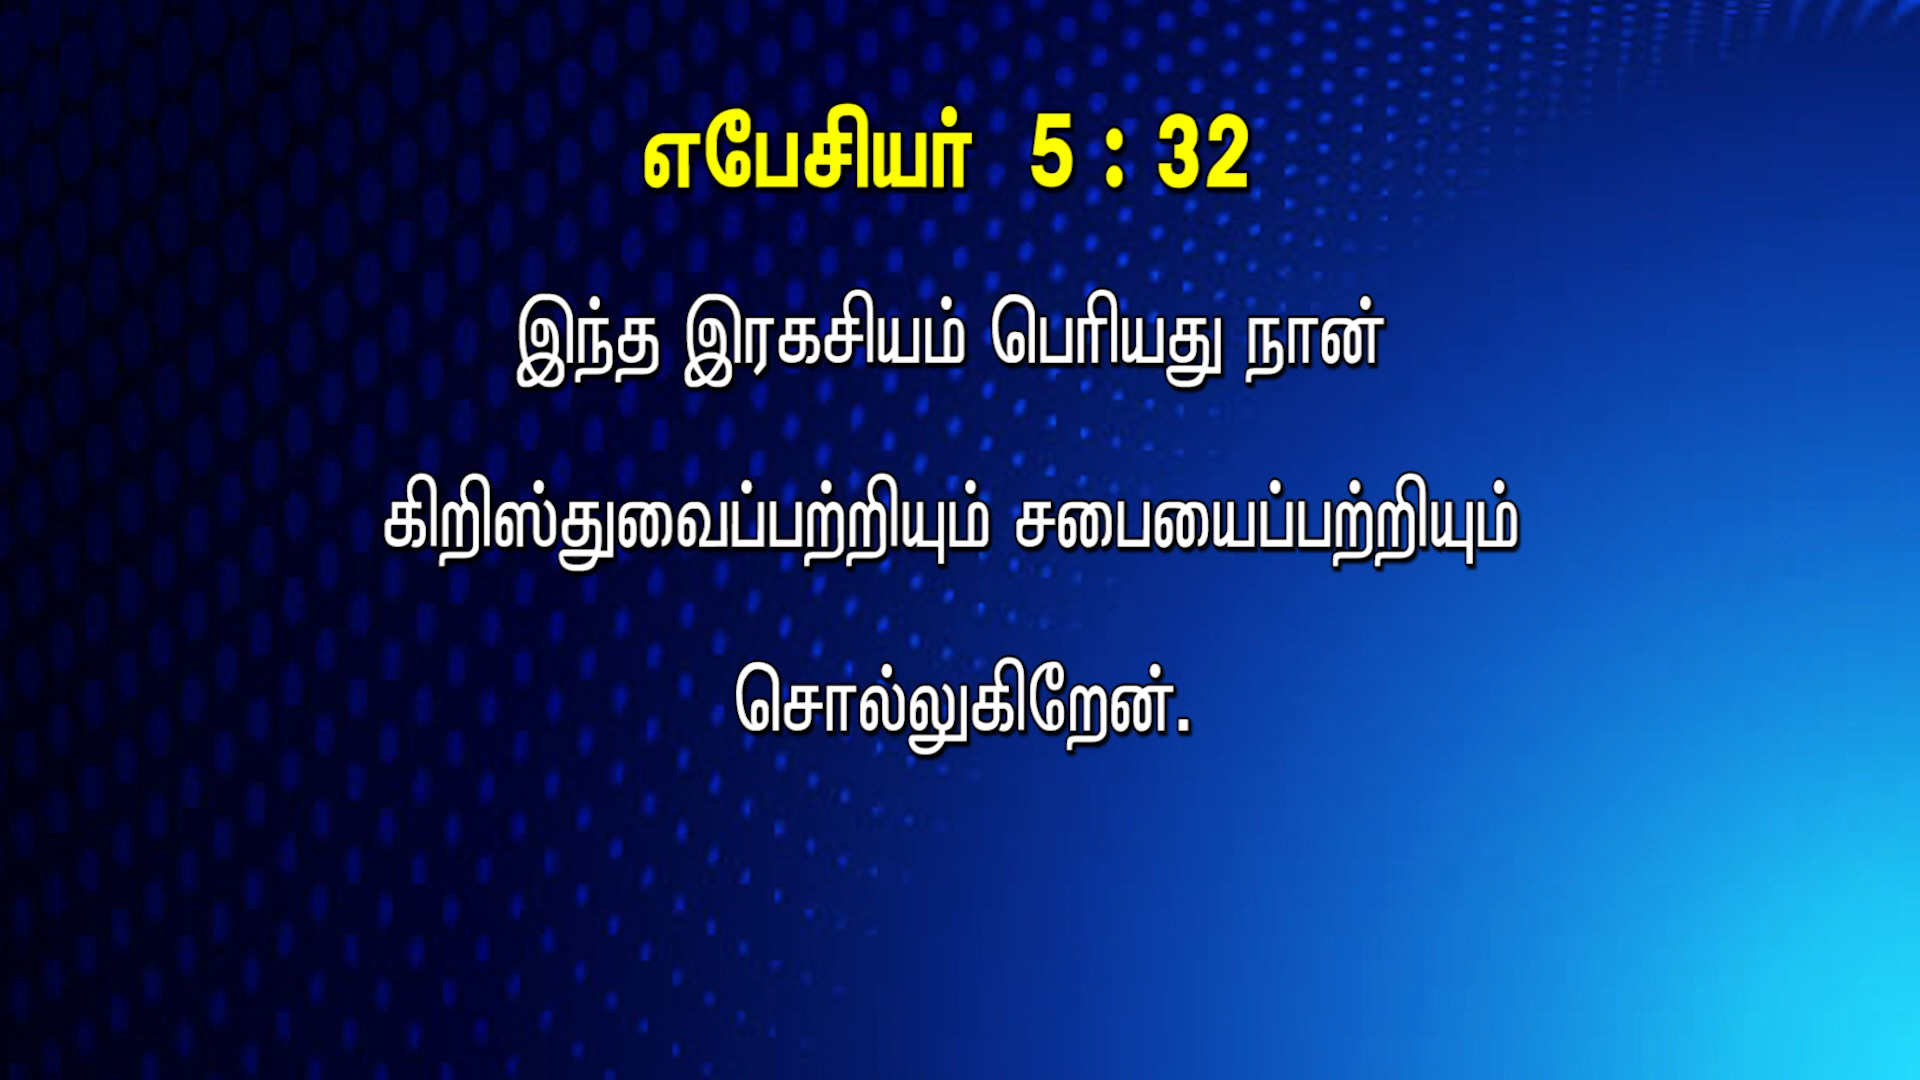 எபேசியர் 5 : 32
இந்த இரகசியம் பெரியது நான்
கிறிஸ்துவைப்பற்றியும் சபையைப்பற்றியும்
சொல்லுகிறேன்.